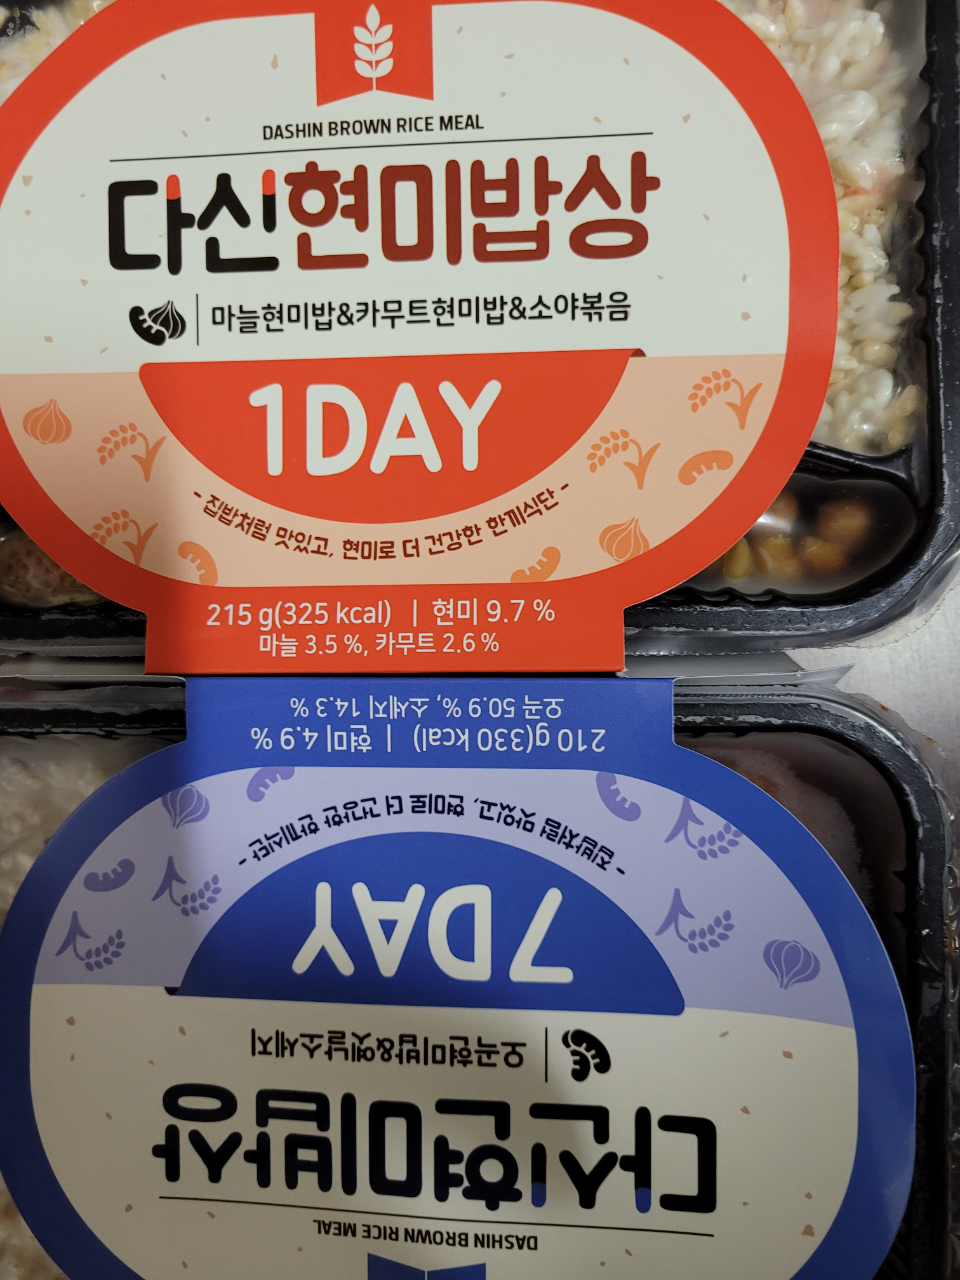 DASHIN BROWN RICE MEAL
다신현미밥상
마늘현미밥&카무트현미밥&소야볶음
1DAY
- 집밥처럼 맛있고, 현미로 더 건강한 한끼식단 -
215 g(325 kcal) | 현미 9.7 %
마늘 3.5 %, 카무트 2.6 %
DASHIN BROWN RICE MEAL
다신현미밥상
오곡현미밥&옛날소세지
7DAY
- 집밥처럼 맛있고, 현미로 더 건강한 한끼식단 -
210 g(330 kcal) | 현미 4.9 %
오곡 50.9 %, 소세지 14.3 %